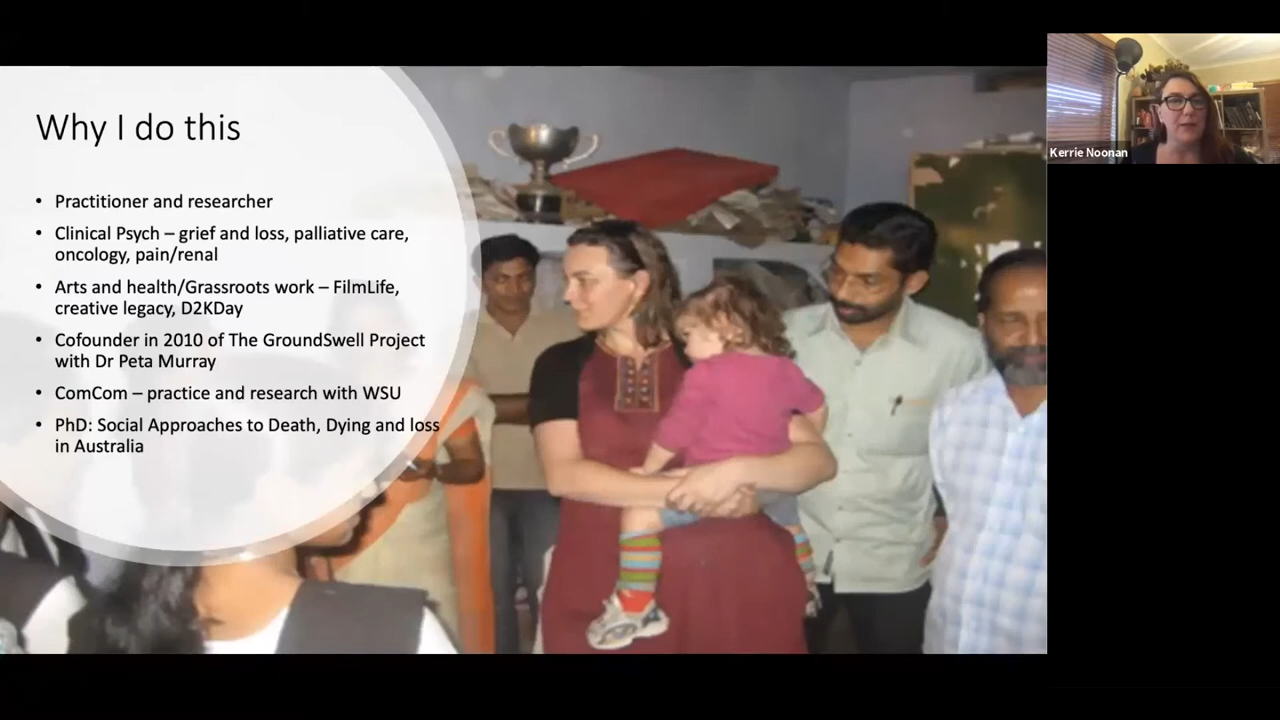 Why I do this
• Practitioner and researcher
• Clinical Psych – grief and loss, palliative care,
oncology, pain/renal
• Arts and health/Grassroots work – FilmLife,
creative legacy, D2KDay
• Cofounder in 2010 of The GroundSwell Project
with Dr Peta Murray
• ComCom – practice and research with WSU
• PhD: Social Approaches to Death, Dying and loss
in Australia
Kerrie Noonan